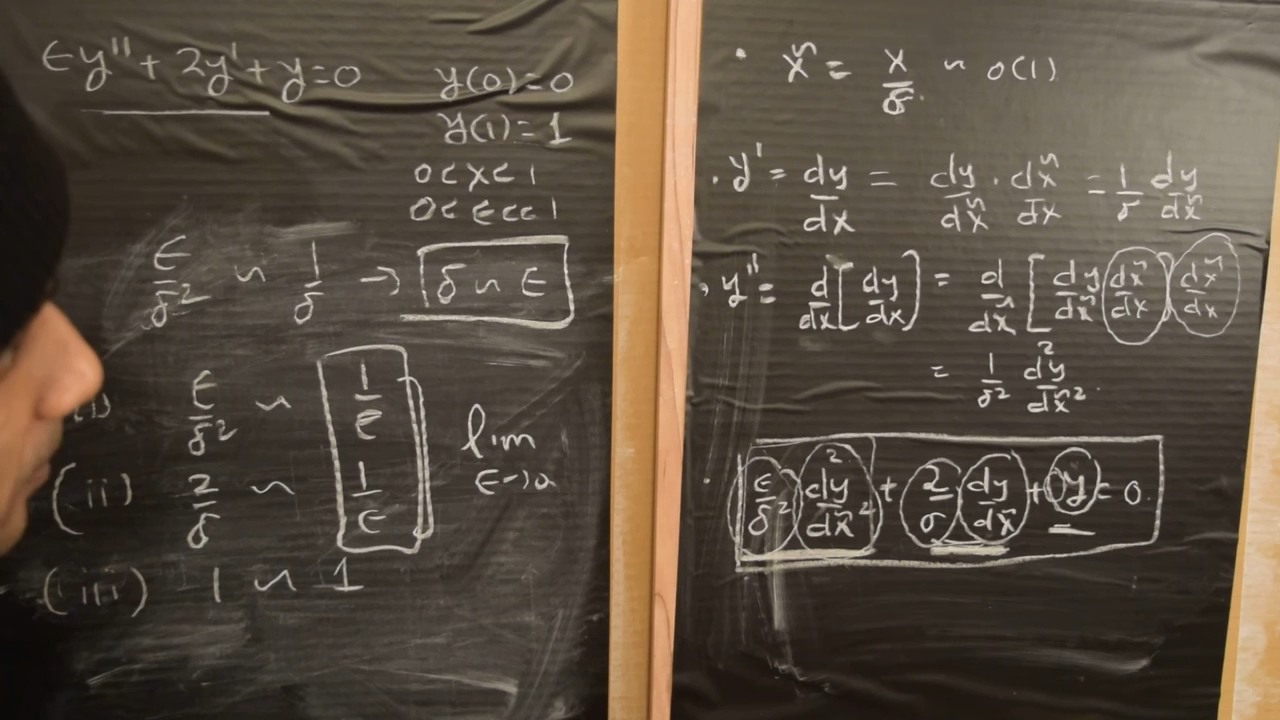 εy'' + 2y' + y = 0
y(0) = 0
y(1) = 1
0 < x < 1
0 < ε << 1
ε/δ² ~ 1/δ → δ ~ ε
(i) ε/δ² ~ 1/ε
(ii) 2/δ ~ 1/ε
lim ε→0
(iii) 1 ~ 1
· x̃ = x/δ ~ O(1)
· y' = dy/dx = dy/dx̃ · dx̃/dx = 1/δ dy/dx̃
· y'' = d/dx [dy/dx] = d/dx̃ [dy/dx̃ dx̃/dx] dx̃/dx
= 1/δ² d²y/dx̃²
· ε/δ² d²y/dx̃² + 2/δ dy/dx̃ + y = 0.